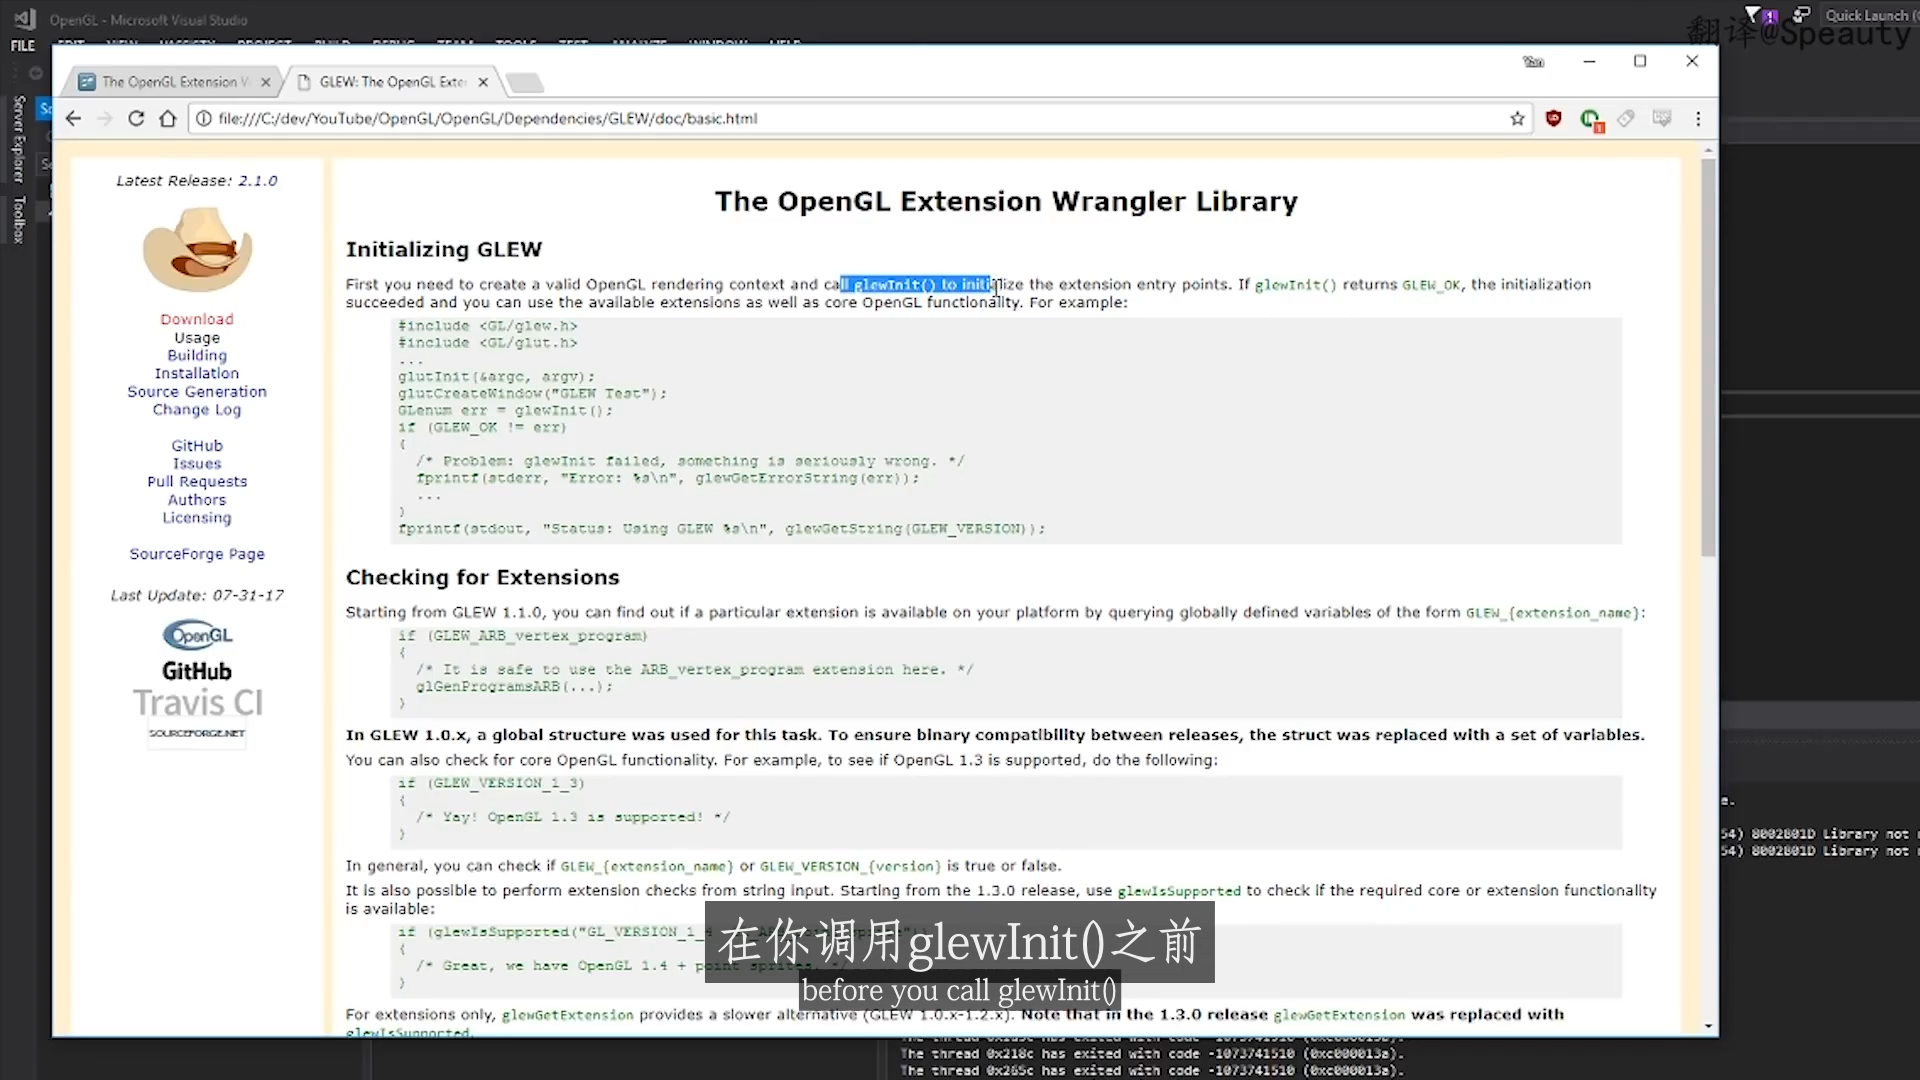 OpenGL - Microsoft Visual Studio
Quick Launch
翻译@Speauty
FILE
The OpenGL Extension
GLEW: The OpenGL Exte
file:///C:/dev/YouTube/OpenGL/OpenGL/Dependencies/GLEW/doc/basic.html
Server Explorer
Toolbox
Latest Release: 2.1.0
Download
Usage
Building
Installation
Source Generation
Change Log
GitHub
Issues
Pull Requests
Authors
Licensing
SourceForge Page
Last Update: 07-31-17
OpenGL
GitHub
Travis CI
SOURCEFORGE.NET
The OpenGL Extension Wrangler Library
Initializing GLEW
First you need to create a valid OpenGL rendering context and call glewInit() to initialize the extension entry points. If glewInit() returns GLEW_OK, the initialization
succeeded and you can use the available extensions as well as core OpenGL functionality. For example:
#include <GL/glew.h>
#include <GL/glut.h>
...
glutInit(&argc, argv);
glutCreateWindow("GLEW Test");
GLenum err = glewInit();
if (GLEW_OK != err)
{
/* Problem: glewInit failed, something is seriously wrong. */
fprintf(stderr, "Error: %s\n", glewGetErrorString(err));
...
}
fprintf(stdout, "Status: Using GLEW %s\n", glewGetString(GLEW_VERSION));
Checking for Extensions
Starting from GLEW 1.1.0, you can find out if a particular extension is available on your platform by querying globally defined variables of the form GLEW_{extension_name}:
if (GLEW_ARB_vertex_program)
{
/* It is safe to use the ARB_vertex_program extension here. */
glGenProgramsARB(...);
}
In GLEW 1.0.x, a global structure was used for this task. To ensure binary compatibility between releases, the struct was replaced with a set of variables.
You can also check for core OpenGL functionality. For example, to see if OpenGL 1.3 is supported, do the following:
if (GLEW_VERSION_1_3)
{
/* Yay! OpenGL 1.3 is supported! */
}
In general, you can check if GLEW_{extension_name} or GLEW_VERSION_{version} is true or false.
It is also possible to perform extension checks from string input. Starting from the 1.3.0 release, use glewIsSupported to check if the required core or extension functionality
is available:
if (glewIsSupported("GL_VERSION_1_4
{
/* Great, we have OpenGL 1.4 + point sprites. */
}
For extensions only, glewGetExtension provides a slower alternative (GLEW 1.0.x-1.2.x). Note that in the 1.3.0 release glewGetExtension was replaced with
glewIsSupported.
在你调用glewInit()之前
before you call glewInit()
54) 8002801D Library not
54) 8002801D Library not
The thread 0x218c has exited with code -1073741510 (0xc000013a).
The thread 0x265c has exited with code -1073741510 (0xc000013a).